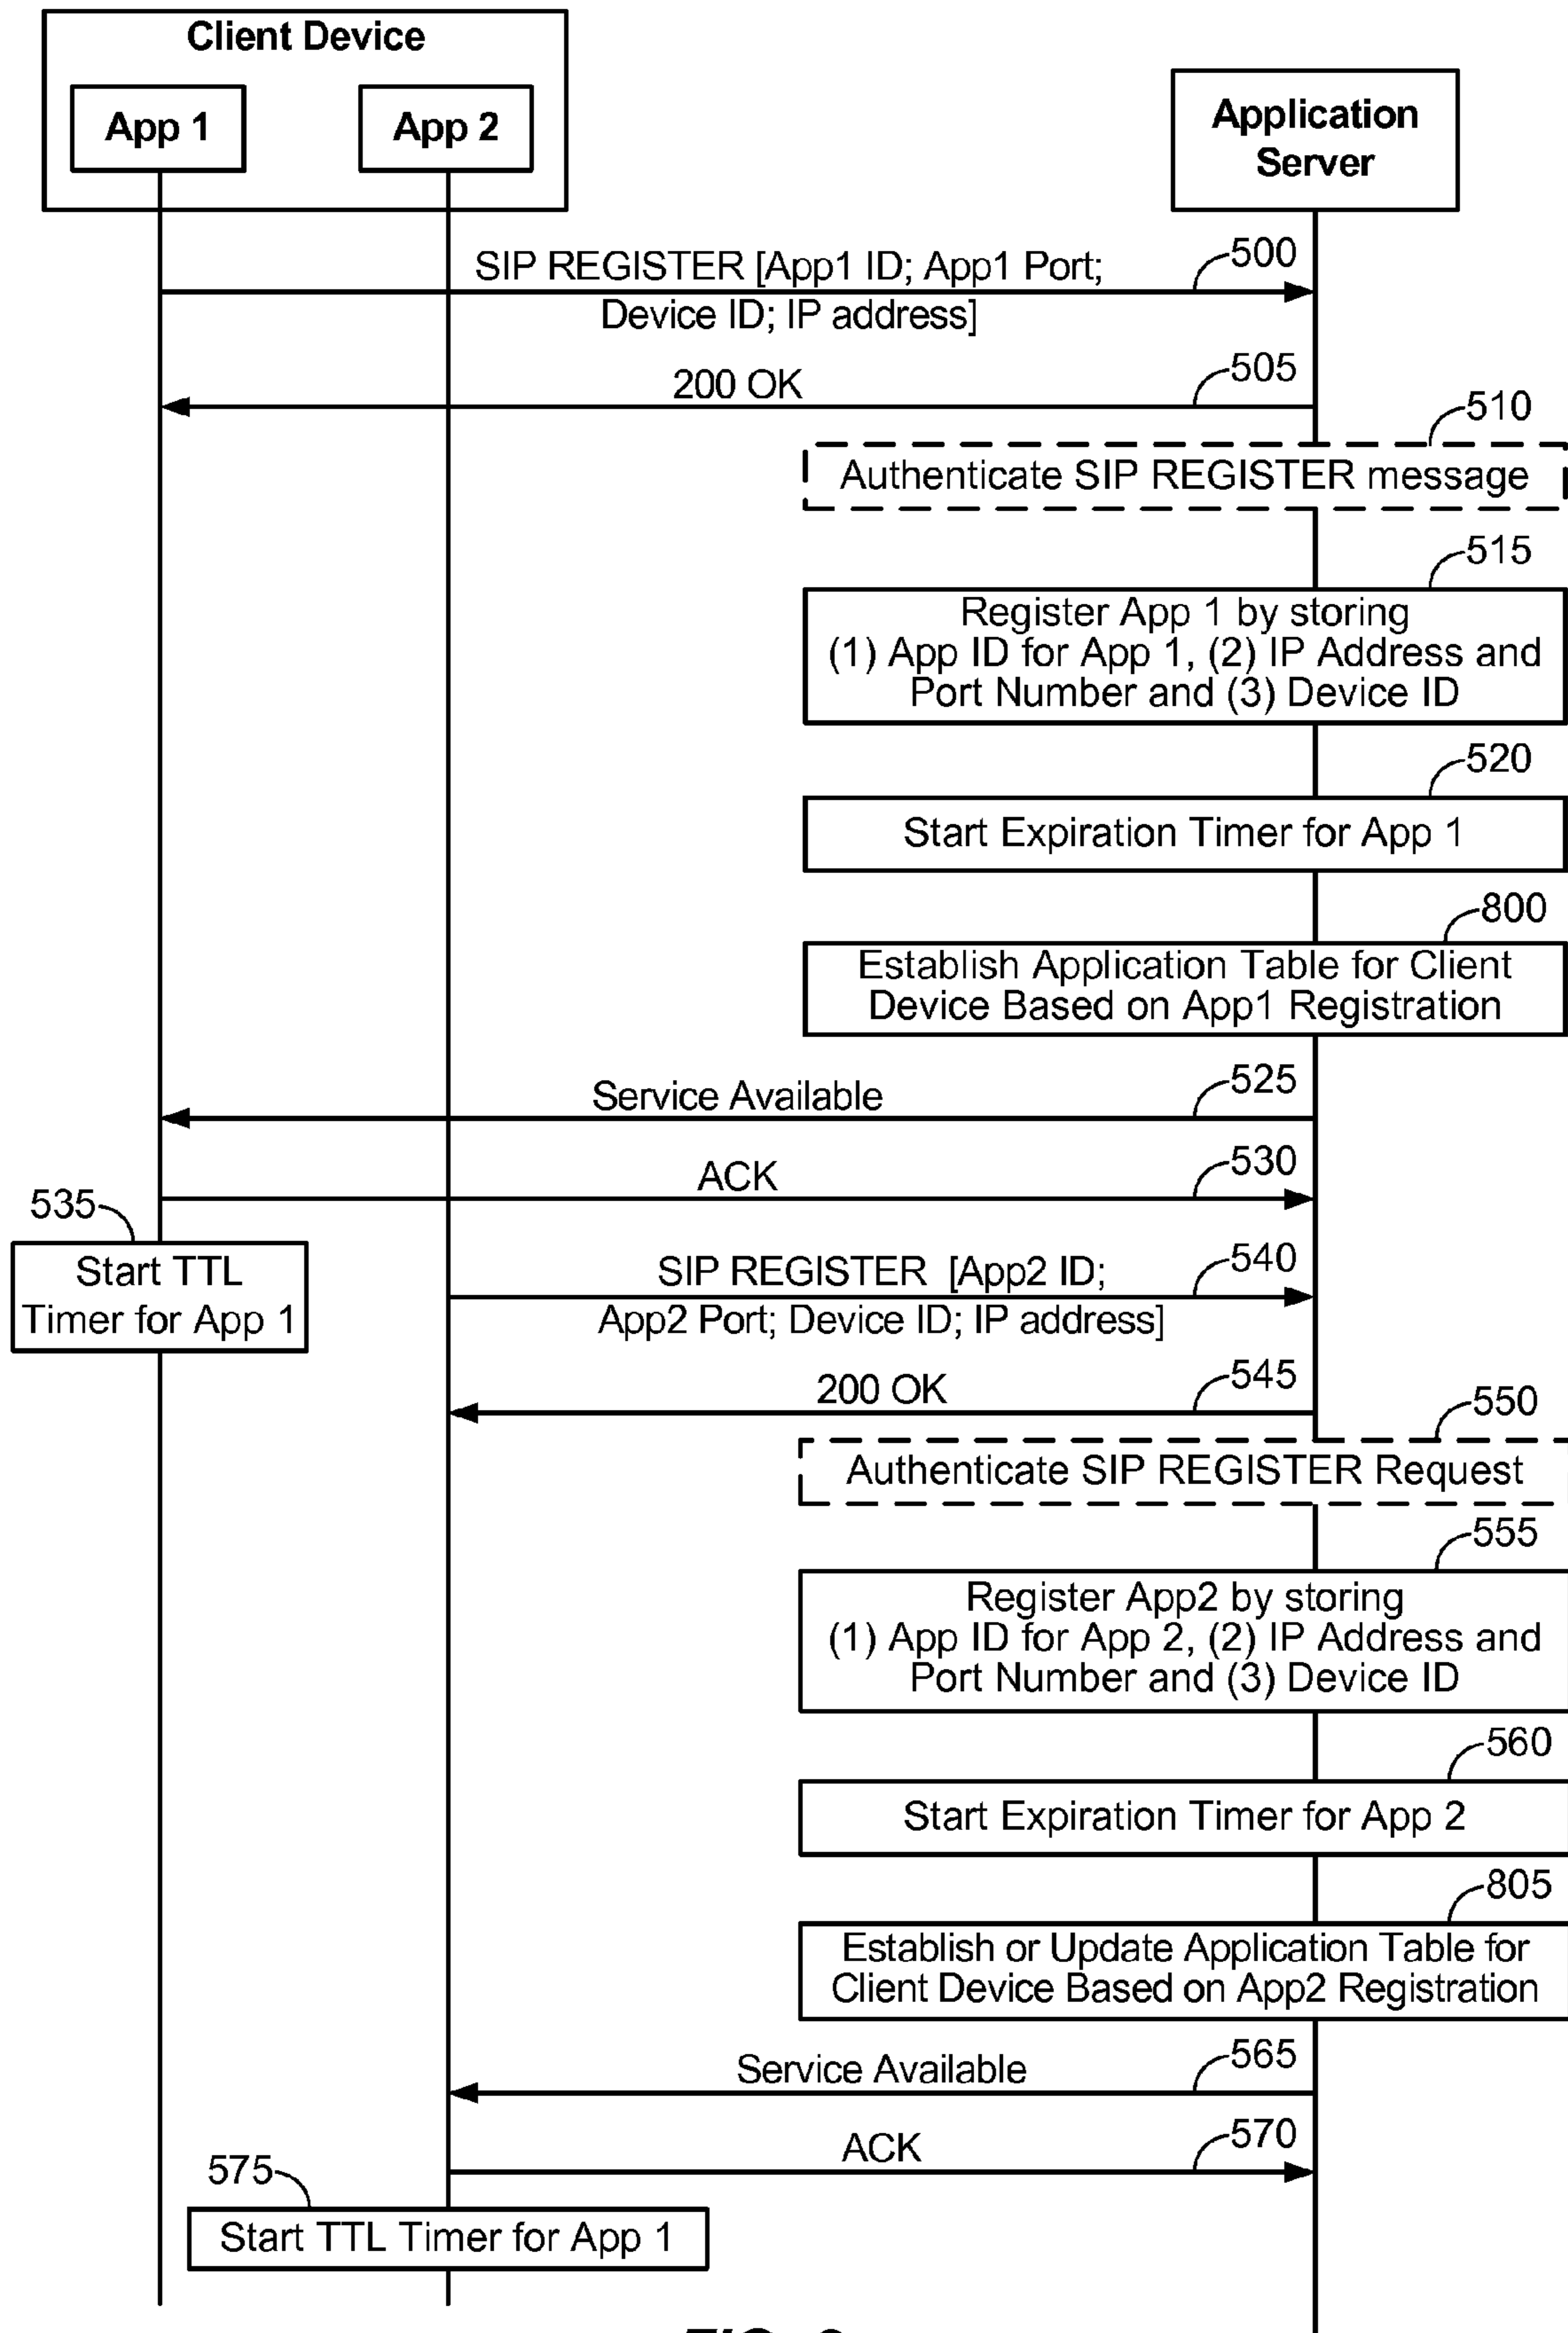 Client Device
App 1
App 2
Application
Server
SIP REGISTER [App1 ID; App1 Port;
Device ID; IP address]
500
200 OK
505
510
Authenticate SIP REGISTER message
515
Register App 1 by storing
(1) App ID for App 1, (2) IP Address and
Port Number and (3) Device ID
520
Start Expiration Timer for App 1
800
Establish Application Table for Client
Device Based on App1 Registration
Service Available
525
ACK
530
535
Start TTL
Timer for App 1
SIP REGISTER [App2 ID;
App2 Port; Device ID; IP address]
540
200 OK
545
550
Authenticate SIP REGISTER Request
555
Register App2 by storing
(1) App ID for App 2, (2) IP Address and
Port Number and (3) Device ID
560
Start Expiration Timer for App 2
805
Establish or Update Application Table for
Client Device Based on App2 Registration
Service Available
565
ACK
570
575
Start TTL Timer for App 1